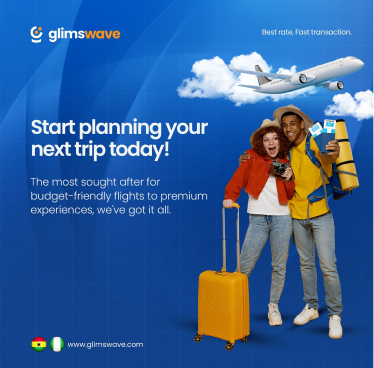 glimswave
Best rate, Fast transaction.
Start planning your
next trip today!
The most sought after for
budget-friendly flights to premium
experiences, we've got it all.
www.glimswave.com